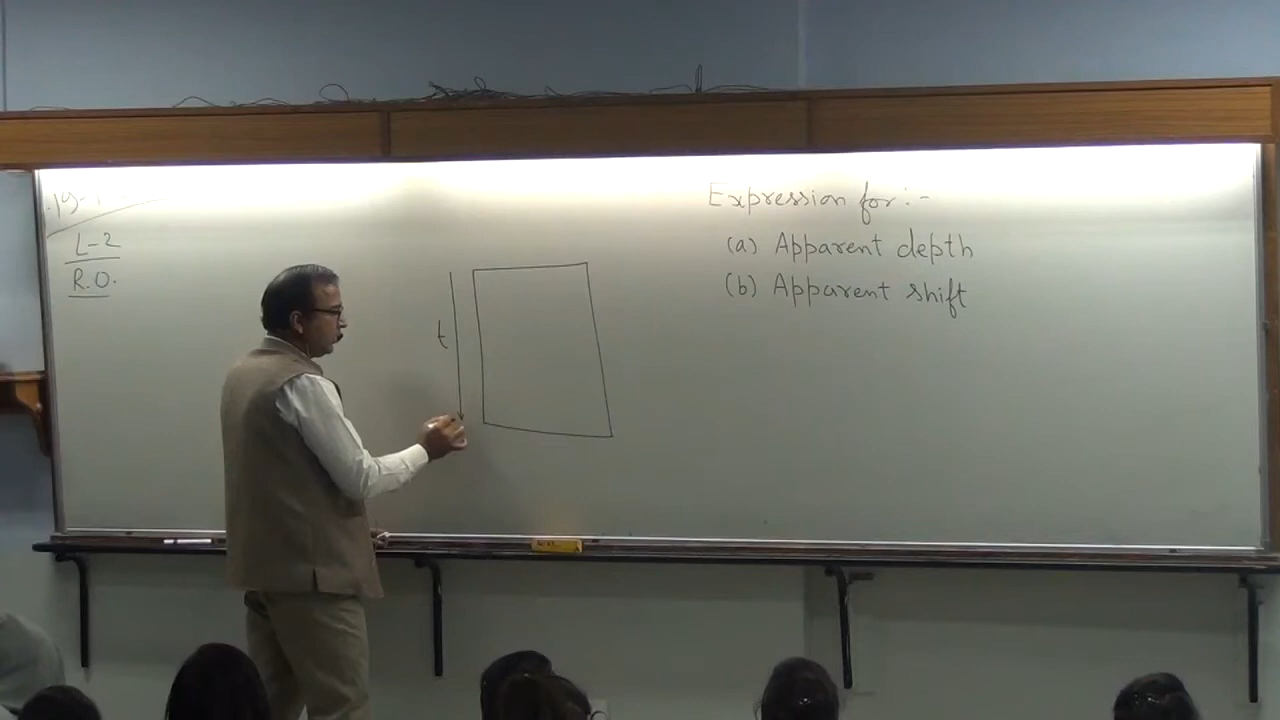 L-2
R.O.
t
Expression for:-
(a) Apparent depth
(b) Apparent shift